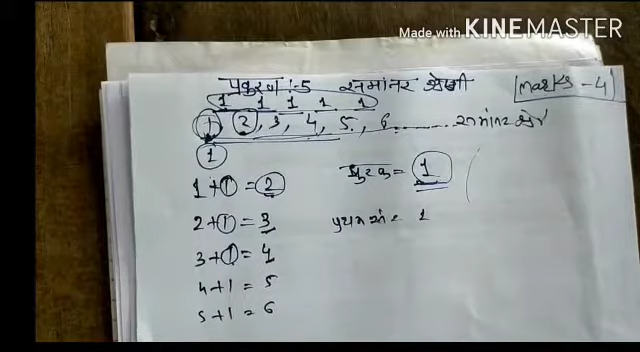 Made with KINEMASTER
प्रकरण :- 5 समांतर श्रेणी [Marks - 4]
1 1 1 1 1
1, 2, 3, 4, 5, 6 ........ समांतर श्रेणी
1
1 + 1 = 2 फरक = 1
2 + 1 = 3 प्रथम अंक = 1
3 + 1 = 4
4 + 1 = 5
5 + 1 = 6